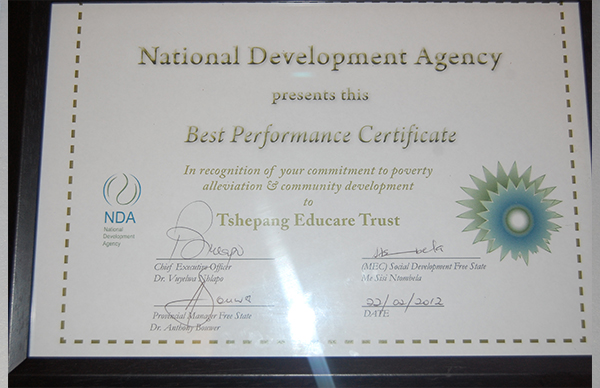 National Development Agency
presents this
Best Performance Certificate
In recognition of your commitment to poverty
alleviation & community development
to
Tshepang Educare Trust
NDA
National
Development
Agency
Chief Executive Officer
Dr. Vuyelwa Nhlapo
(MEC) Social Development Free State
Me Sisi Ntombela
22/02/2012
Provincial Manager Free State
DATE
Dr. Anthony Bouwer